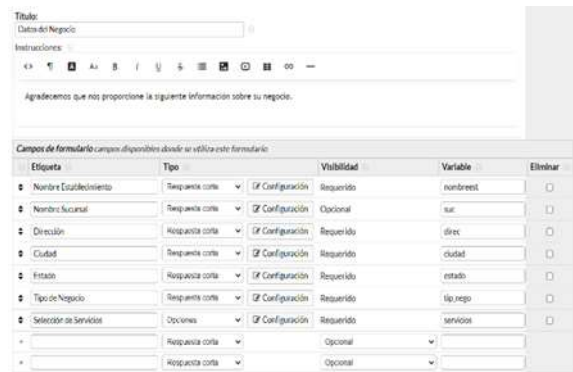 Título:
Datos del Negocio
Instrucciones:
Agradecemos que nos proporcione la siguiente información sobre su negocio.
Campos de formulario campos disponibles donde se utiliza este formulario
Etiqueta Tipo Visibilidad Variable Eliminar
Nombre Establecimiento Respuesta corta Configuración Requerido nombreest
Nombre Sucursal Respuesta corta Configuración Opcional suc
Dirección Respuesta corta Configuración Requerido direc
Ciudad Respuesta corta Configuración Requerido ciudad
Estado Respuesta corta Configuración Requerido estado
Tipo de Negocio Respuesta corta Configuración Requerido tip_nego
Selección de Servicios Opciones Configuración Requerido servicios
Respuesta corta Opcional
Respuesta corta Opcional